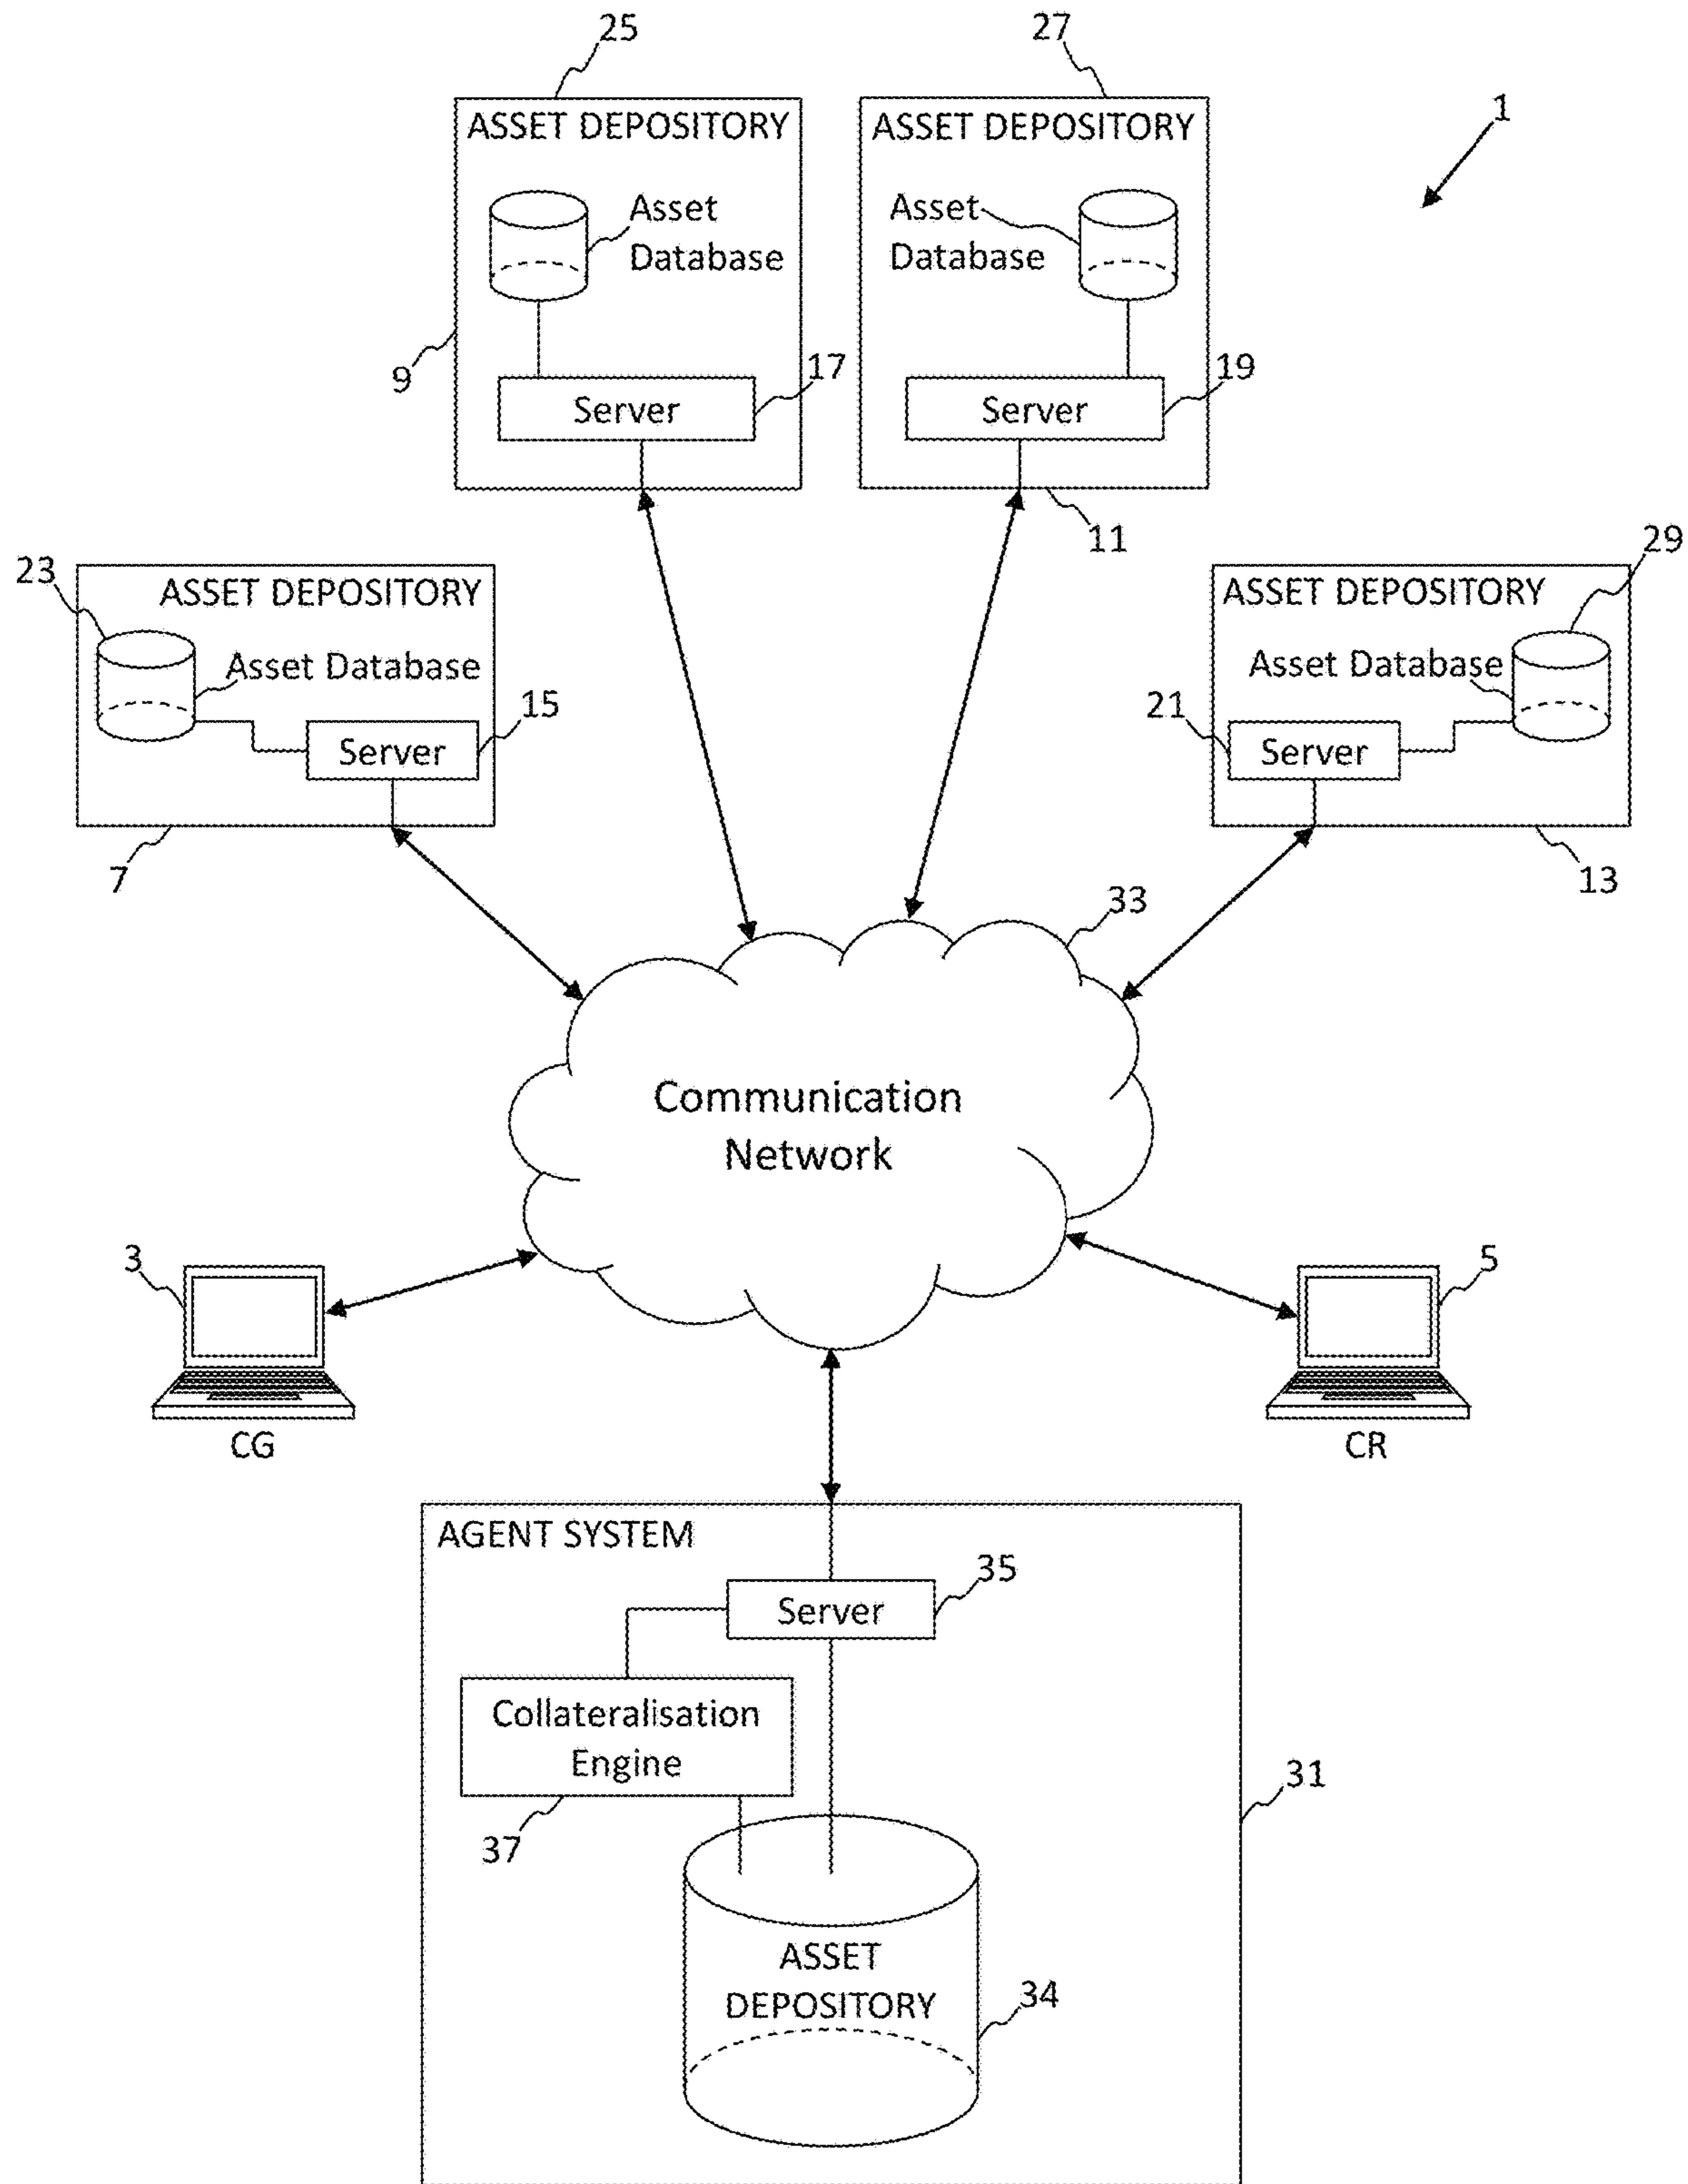 25
27
1
ASSET DEPOSITORY
ASSET DEPOSITORY
Asset
Database
Asset
Database
9
17
19
Server
Server
11
29
23
ASSET DEPOSITORY
ASSET DEPOSITORY
Asset Database
Asset Database
15
21
Server
Server
7
13
33
Communication
Network
3
5
CG
CR
AGENT SYSTEM
35
Server
Collateralisation
Engine
31
37
ASSET
DEPOSITORY
34